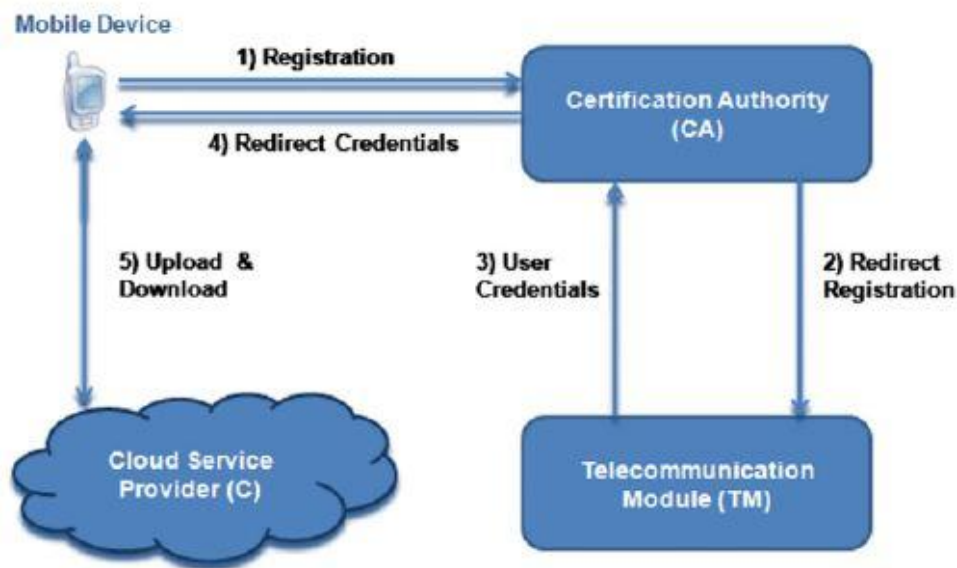 Mobile Device
1) Registration
Certification Authority
(CA)
4) Redirect Credentials
5) Upload &
Download
3) User
Credentials
2) Redirect
Registration
Cloud Service
Provider (C)
Telecommunication
Module (TM)